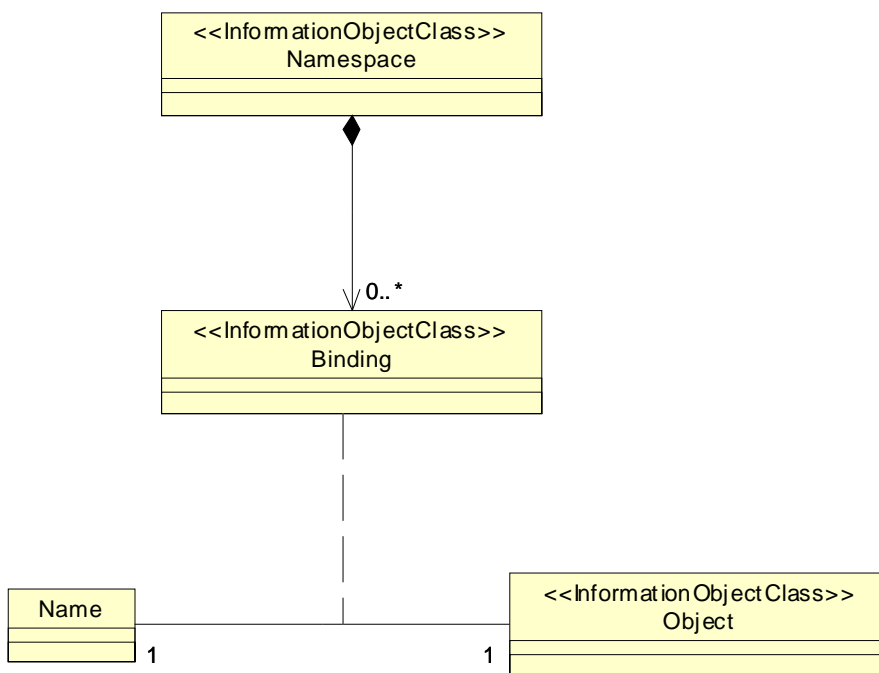 <<InformationObjectClass>>
Namespace
0..*
<<InformationObjectClass>>
Binding
Name
1
<<InformationObjectClass>>
Object
1